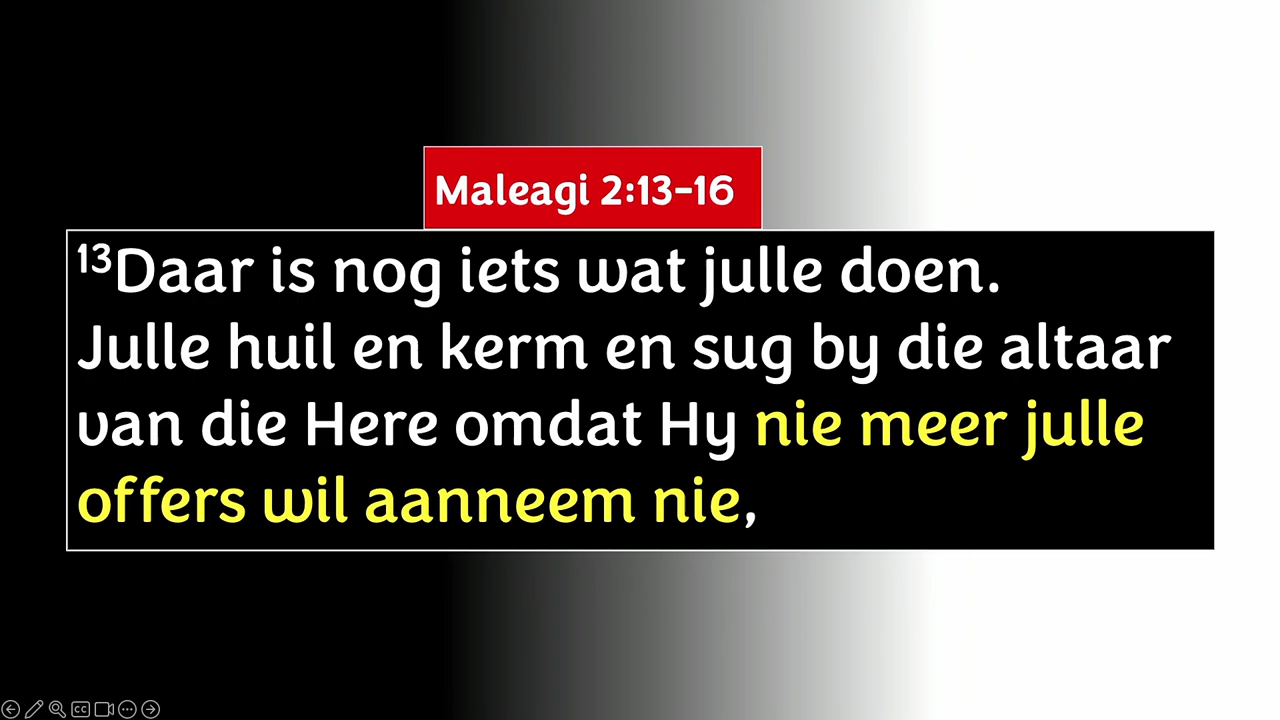 Maleagi 2:13-16
¹³Daar is nog iets wat julle doen.
Julle huil en kerm en sug by die altaar
van die Here omdat Hy nie meer julle
offers wil aanneem nie,
CC